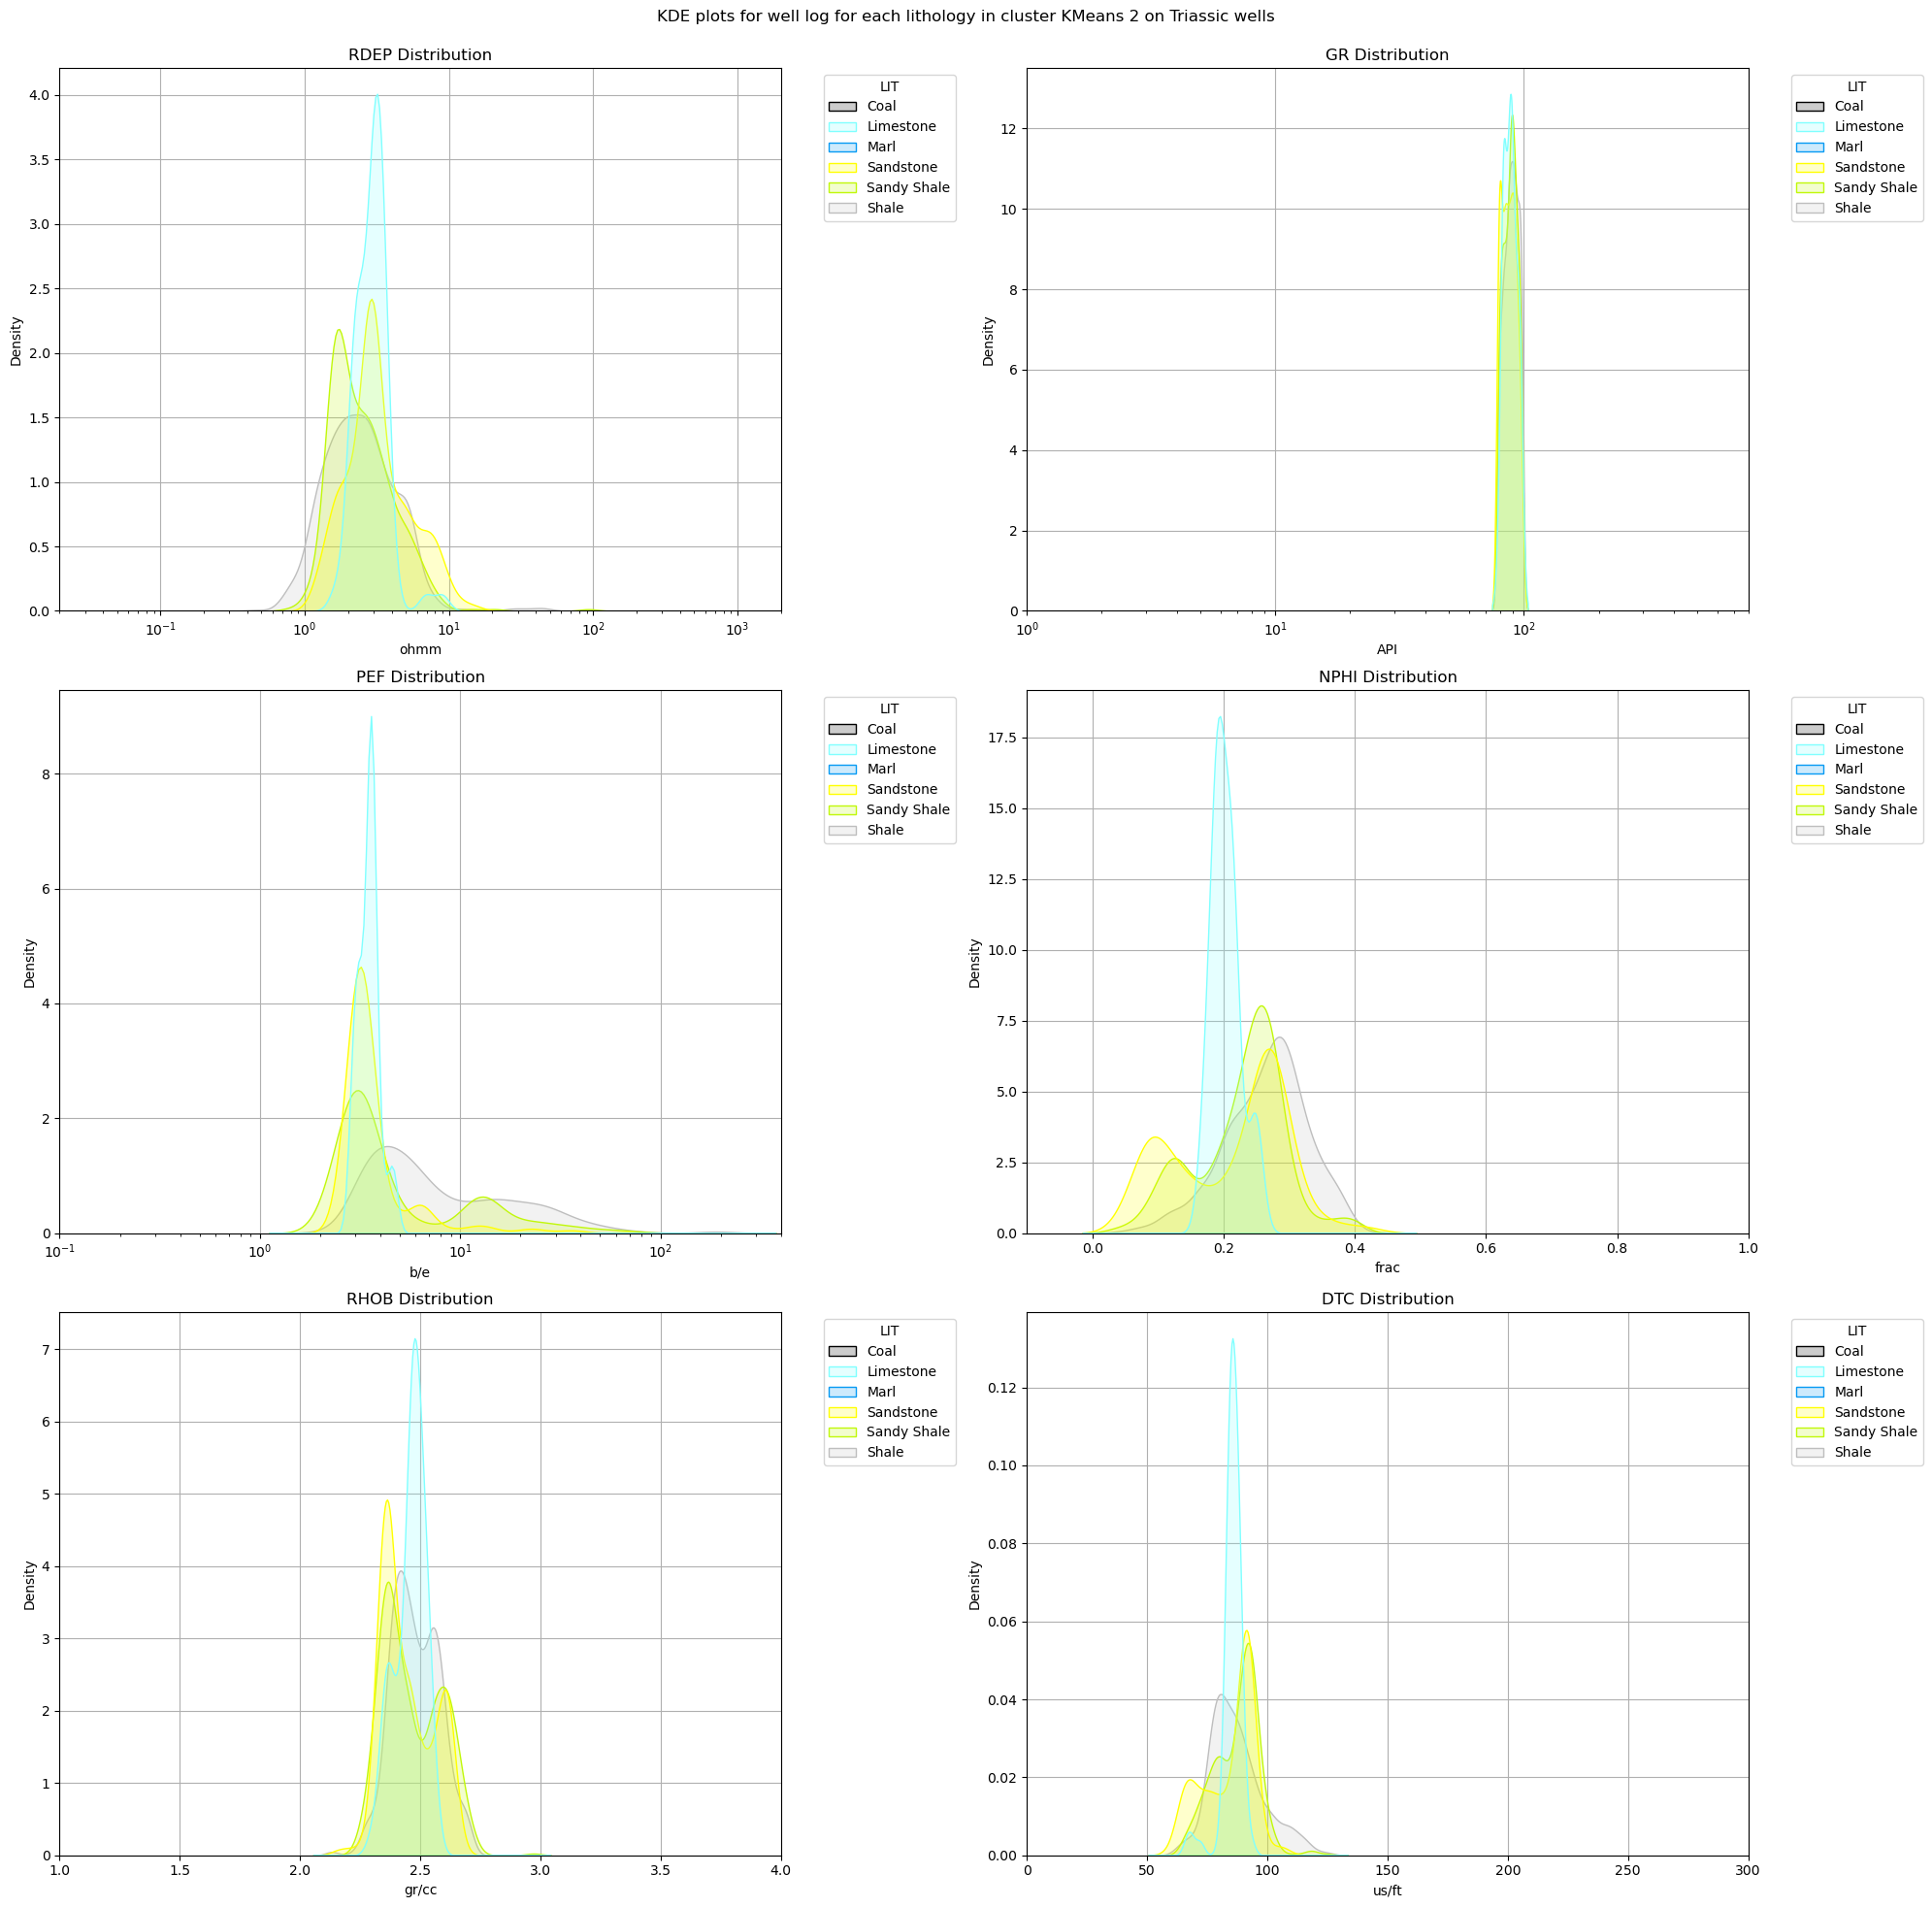 KDE plots for well log for each lithology in cluster KMeans 2 on Triassic wells
RDEP Distribution
Density
4.0
3.5
3.0
2.5
2.0
1.5
1.0
0.5
0.0
10⁻¹ 10⁰ 10¹ 10² 10³
ohmm
LIT
Coal
Limestone
Marl
Sandstone
Sandy Shale
Shale
GR Distribution
Density
12
10
8
6
4
2
0
10⁰ 10¹ 10²
API
LIT
Coal
Limestone
Marl
Sandstone
Sandy Shale
Shale
PEF Distribution
Density
8
6
4
2
0
10⁻¹ 10⁰ 10¹ 10²
b/e
LIT
Coal
Limestone
Marl
Sandstone
Sandy Shale
Shale
NPHI Distribution
Density
17.5
15.0
12.5
10.0
7.5
5.0
2.5
0.0
0.0 0.2 0.4 0.6 0.8 1.0
frac
LIT
Coal
Limestone
Marl
Sandstone
Sandy Shale
Shale
RHOB Distribution
Density
7
6
5
4
3
2
1
0
1.0 1.5 2.0 2.5 3.0 3.5 4.0
gr/cc
LIT
Coal
Limestone
Marl
Sandstone
Sandy Shale
Shale
DTC Distribution
Density
0.12
0.10
0.08
0.06
0.04
0.02
0.00
0 50 100 150 200 250 300
us/ft
LIT
Coal
Limestone
Marl
Sandstone
Sandy Shale
Shale